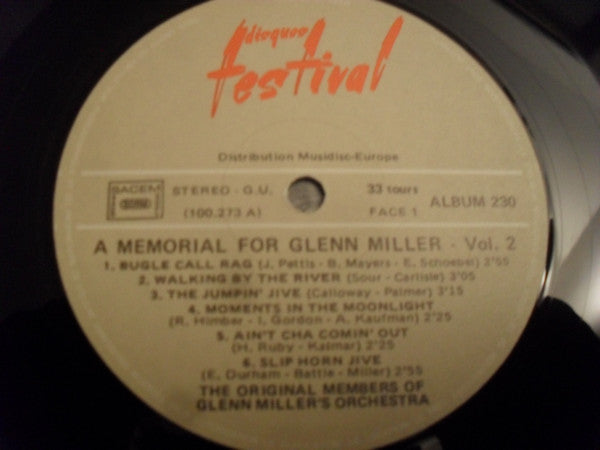 disques
festival
Distribution Musidisc-Europe
SACEM STEREO - G.U. 33 tours ALBUM 230
(100.273 A) FACE 1
A MEMORIAL FOR GLENN MILLER - Vol. 2
1. BUGLE CALL RAG (J. Pettis - B. Mayers - E. Schoebel) 2'55
2. WALKING BY THE RIVER (Sour - Carlisle) 3'05
3. THE JUMPIN' JIVE (Calloway - Palmer) 3'15
4. MOMENTS IN THE MOONLIGHT
(R. Himber - I. Gordon - A. Kaufman) 2'25
5. AIN'T CHA COMIN' OUT
(H. Ruby - Kalmar) 2'25
6. SLIP HORN JIVE
(E. Durham - Battle - Miller) 2'55
THE ORIGINAL MEMBERS OF
GLENN MILLER'S ORCHESTRA